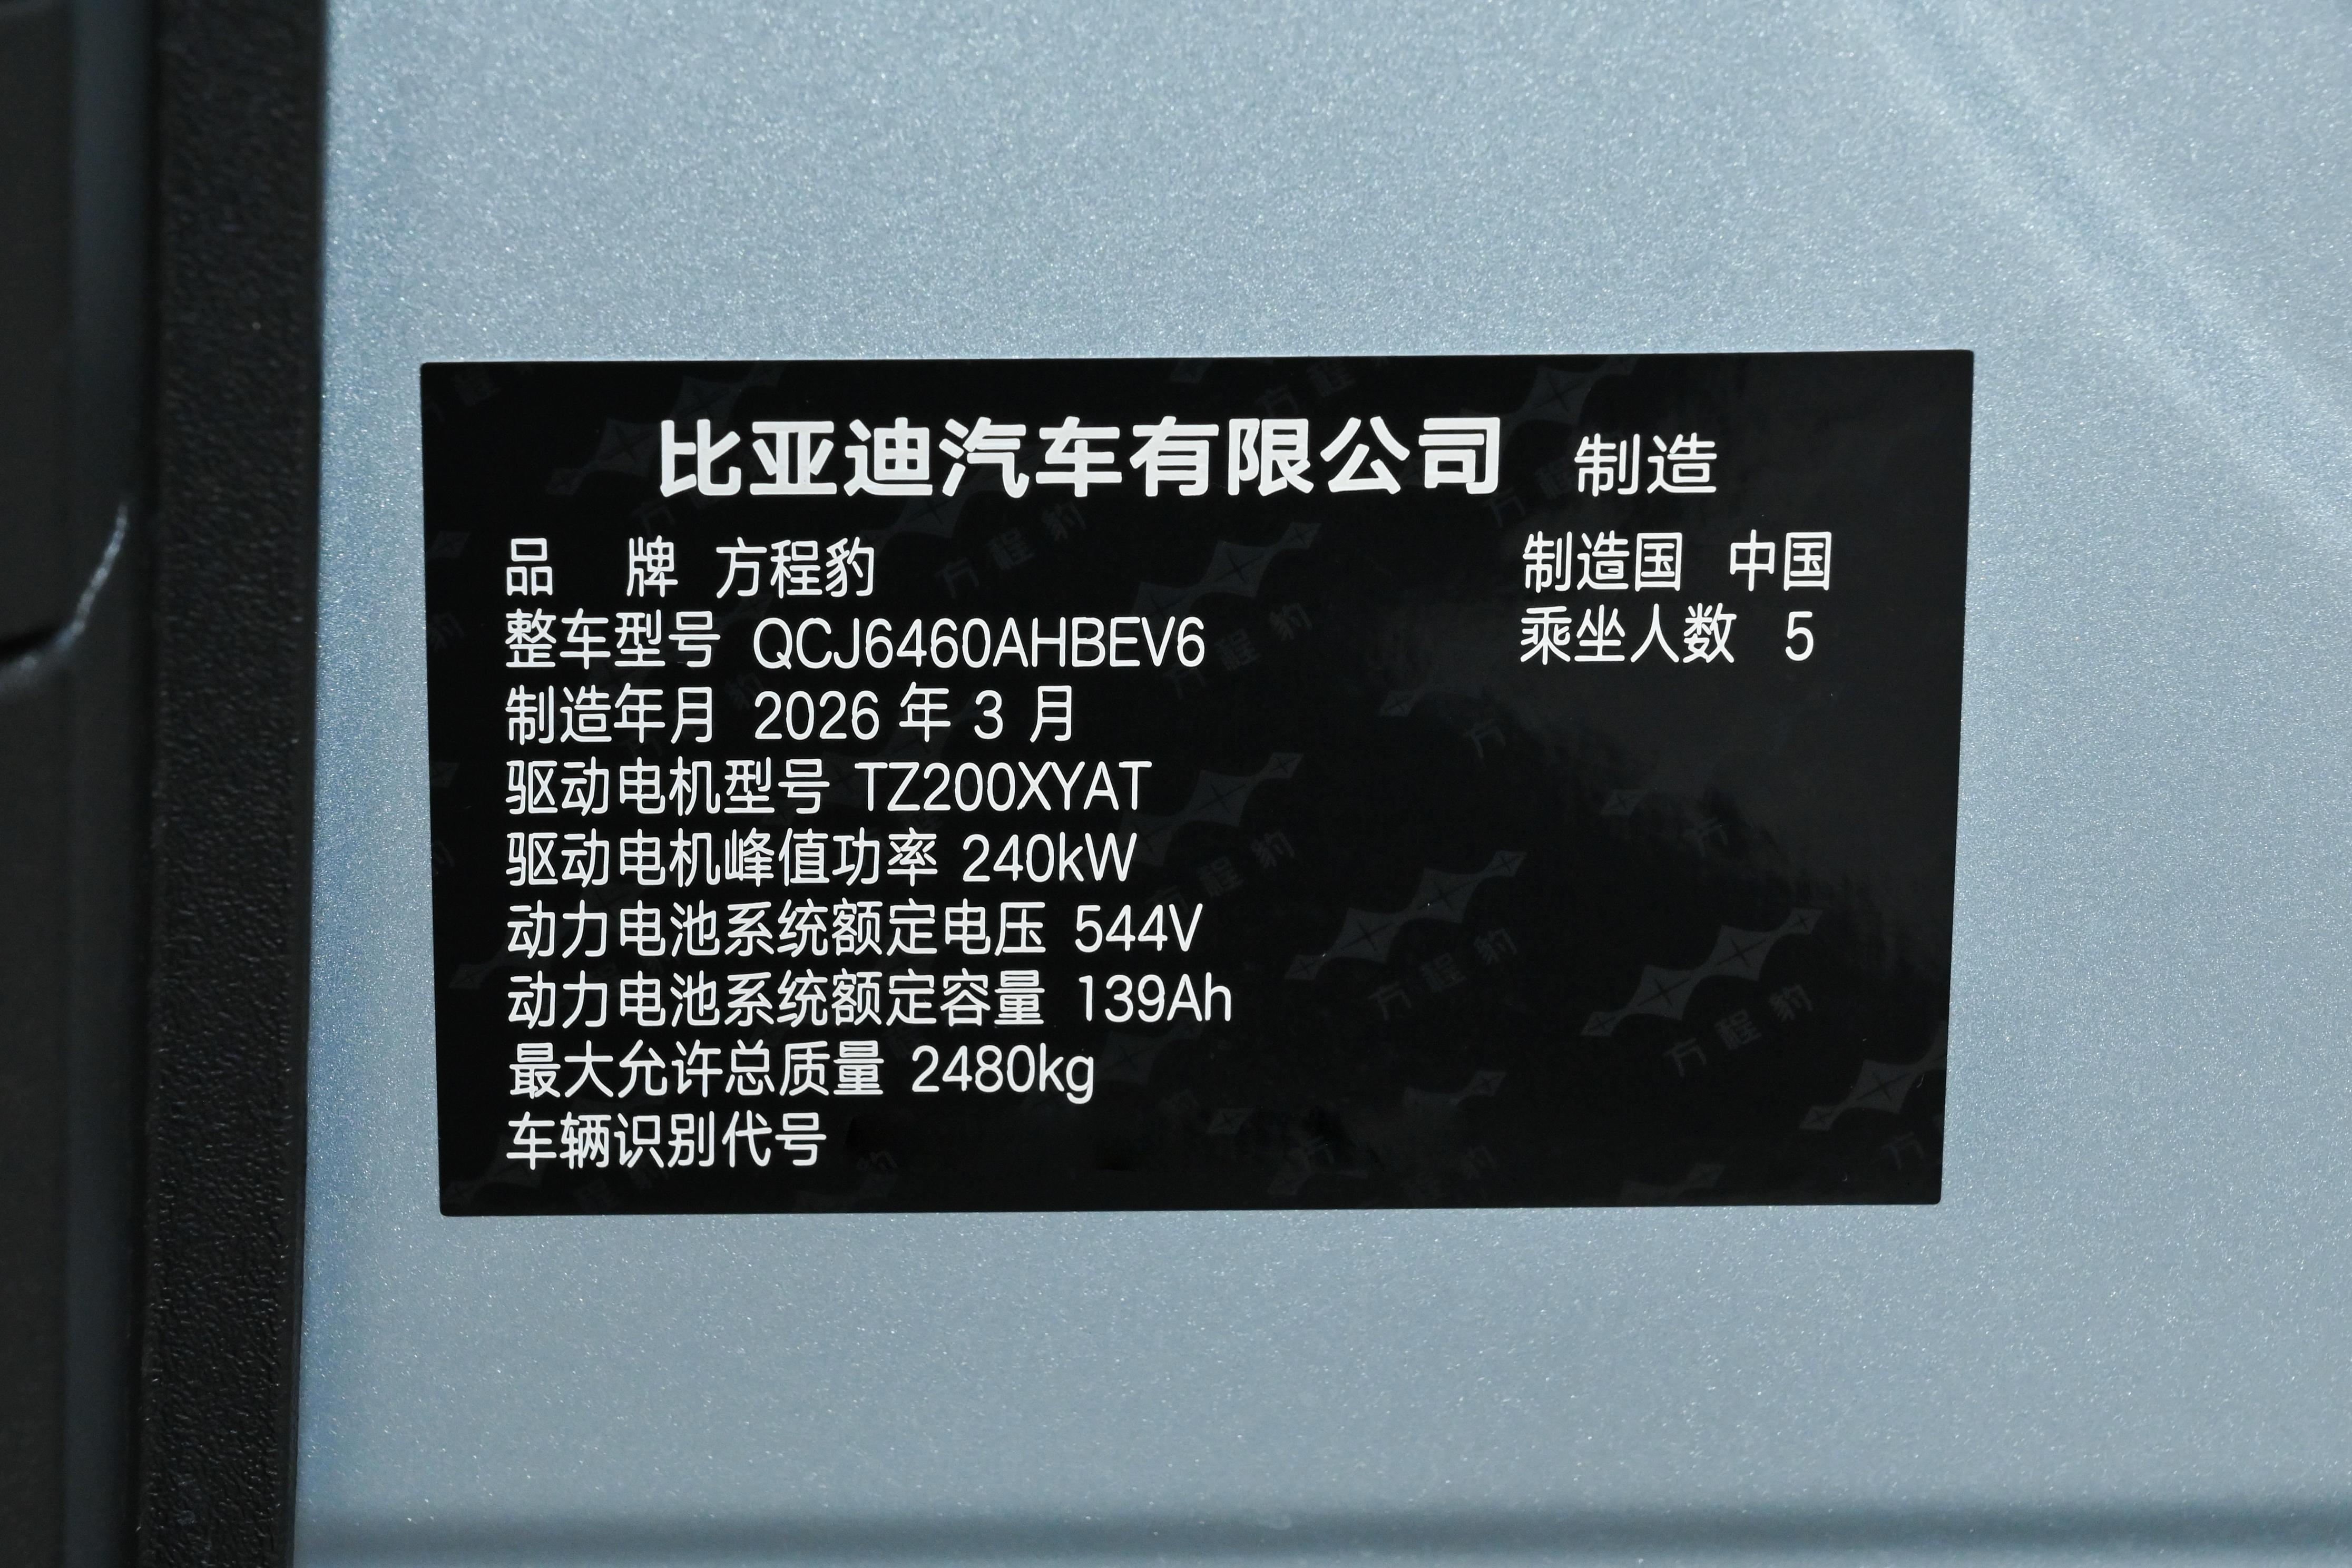 比亚迪汽车有限公司 制造
品 牌 方程豹 制造国 中国
整车型号 QCJ6460AHBEV6 乘坐人数 5
制造年月 2026 年 3 月
驱动电机型号 TZ200XYAT
驱动电机峰值功率 240kW
动力电池系统额定电压 544V
动力电池系统额定容量 139Ah
最大允许总质量 2480kg
车辆识别代号